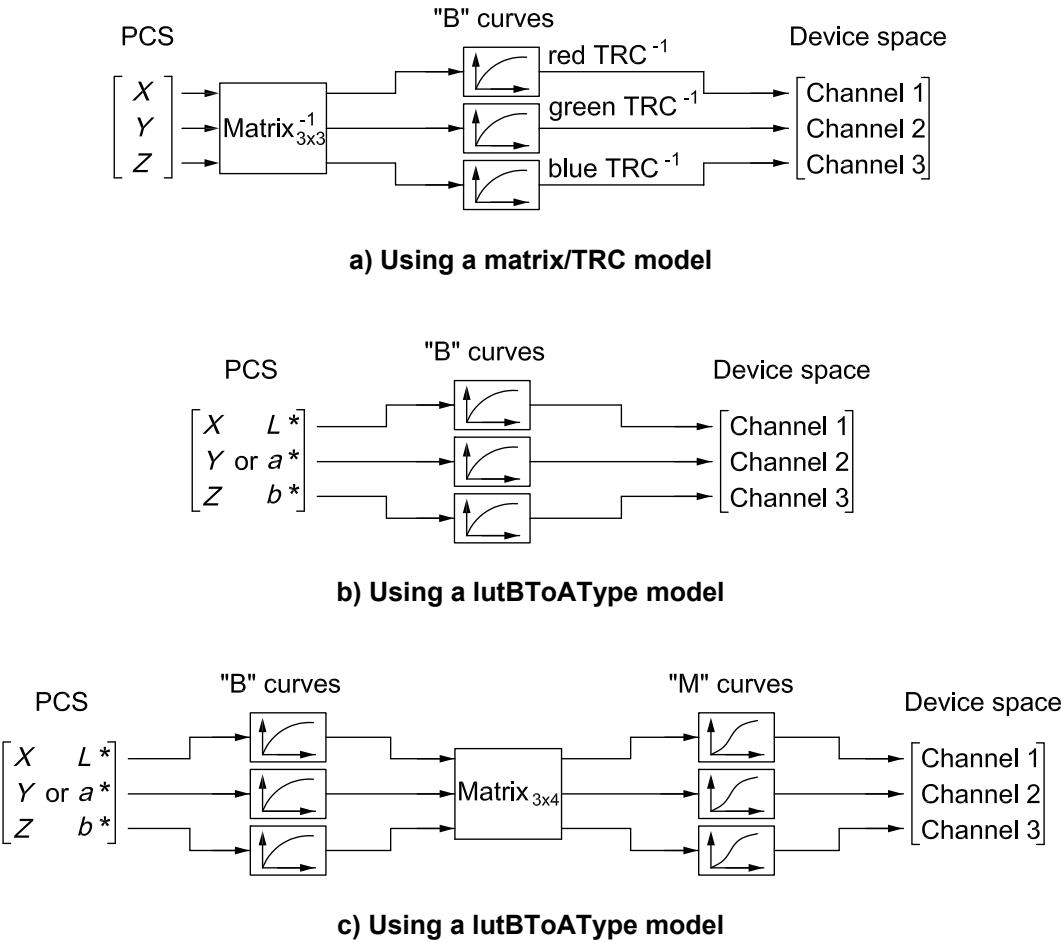 "B" curves
PCS
Device space
red TRC -1
X
Channel 1
green TRC -1
Y
Matrix -1 3x3
Channel 2
Z
blue TRC -1
Channel 3
a) Using a matrix/TRC model
"B" curves
PCS
Device space
X L*
Channel 1
Y or a*
Channel 2
Z b*
Channel 3
b) Using a lutBToAType model
"B" curves
"M" curves
PCS
Device space
X L*
Channel 1
Y or a*
Matrix 3x4
Channel 2
Z b*
Channel 3
c) Using a lutBToAType model